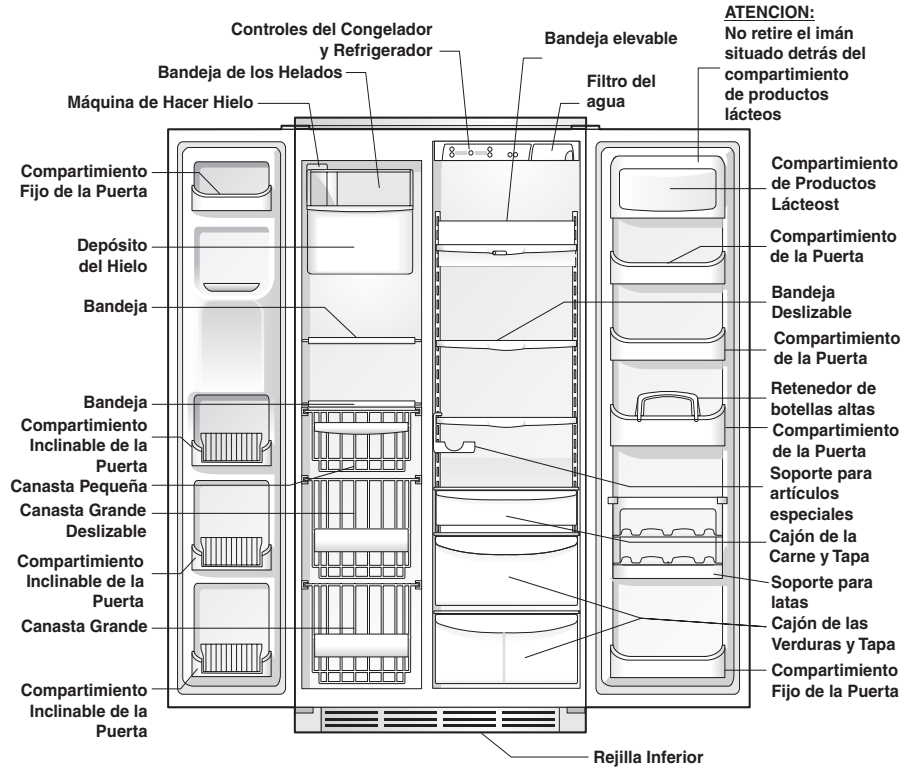 Controles del Congelador
y Refrigerador
Bandeja de los Helados
Máquina de Hacer Hielo
Bandeja elevable
Filtro del
agua
ATENCION:
No retire el imán
situado detrás del
compartimiento
de productos
lácteos
Compartimiento
Fijo de la Puerta
Depósito
del Hielo
Bandeja
Bandeja
Compartimiento
Inclinable de la
Puerta
Canasta Pequeña
Canasta Grande
Deslizable
Compartimiento
Inclinable de la
Puerta
Canasta Grande
Compartimiento
Inclinable de la
Puerta
Compartimiento
de Productos
Lácteost
Compartimiento
de la Puerta
Bandeja
Deslizable
Compartimiento
de la Puerta
Retenedor de
botellas altas
Compartimiento
de la Puerta
Soporte para
artículos
especiales
Cajón de la
Carne y Tapa
Soporte para
latas
Cajón de las
Verduras y Tapa
Compartimiento
Fijo de la Puerta
Rejilla Inferior